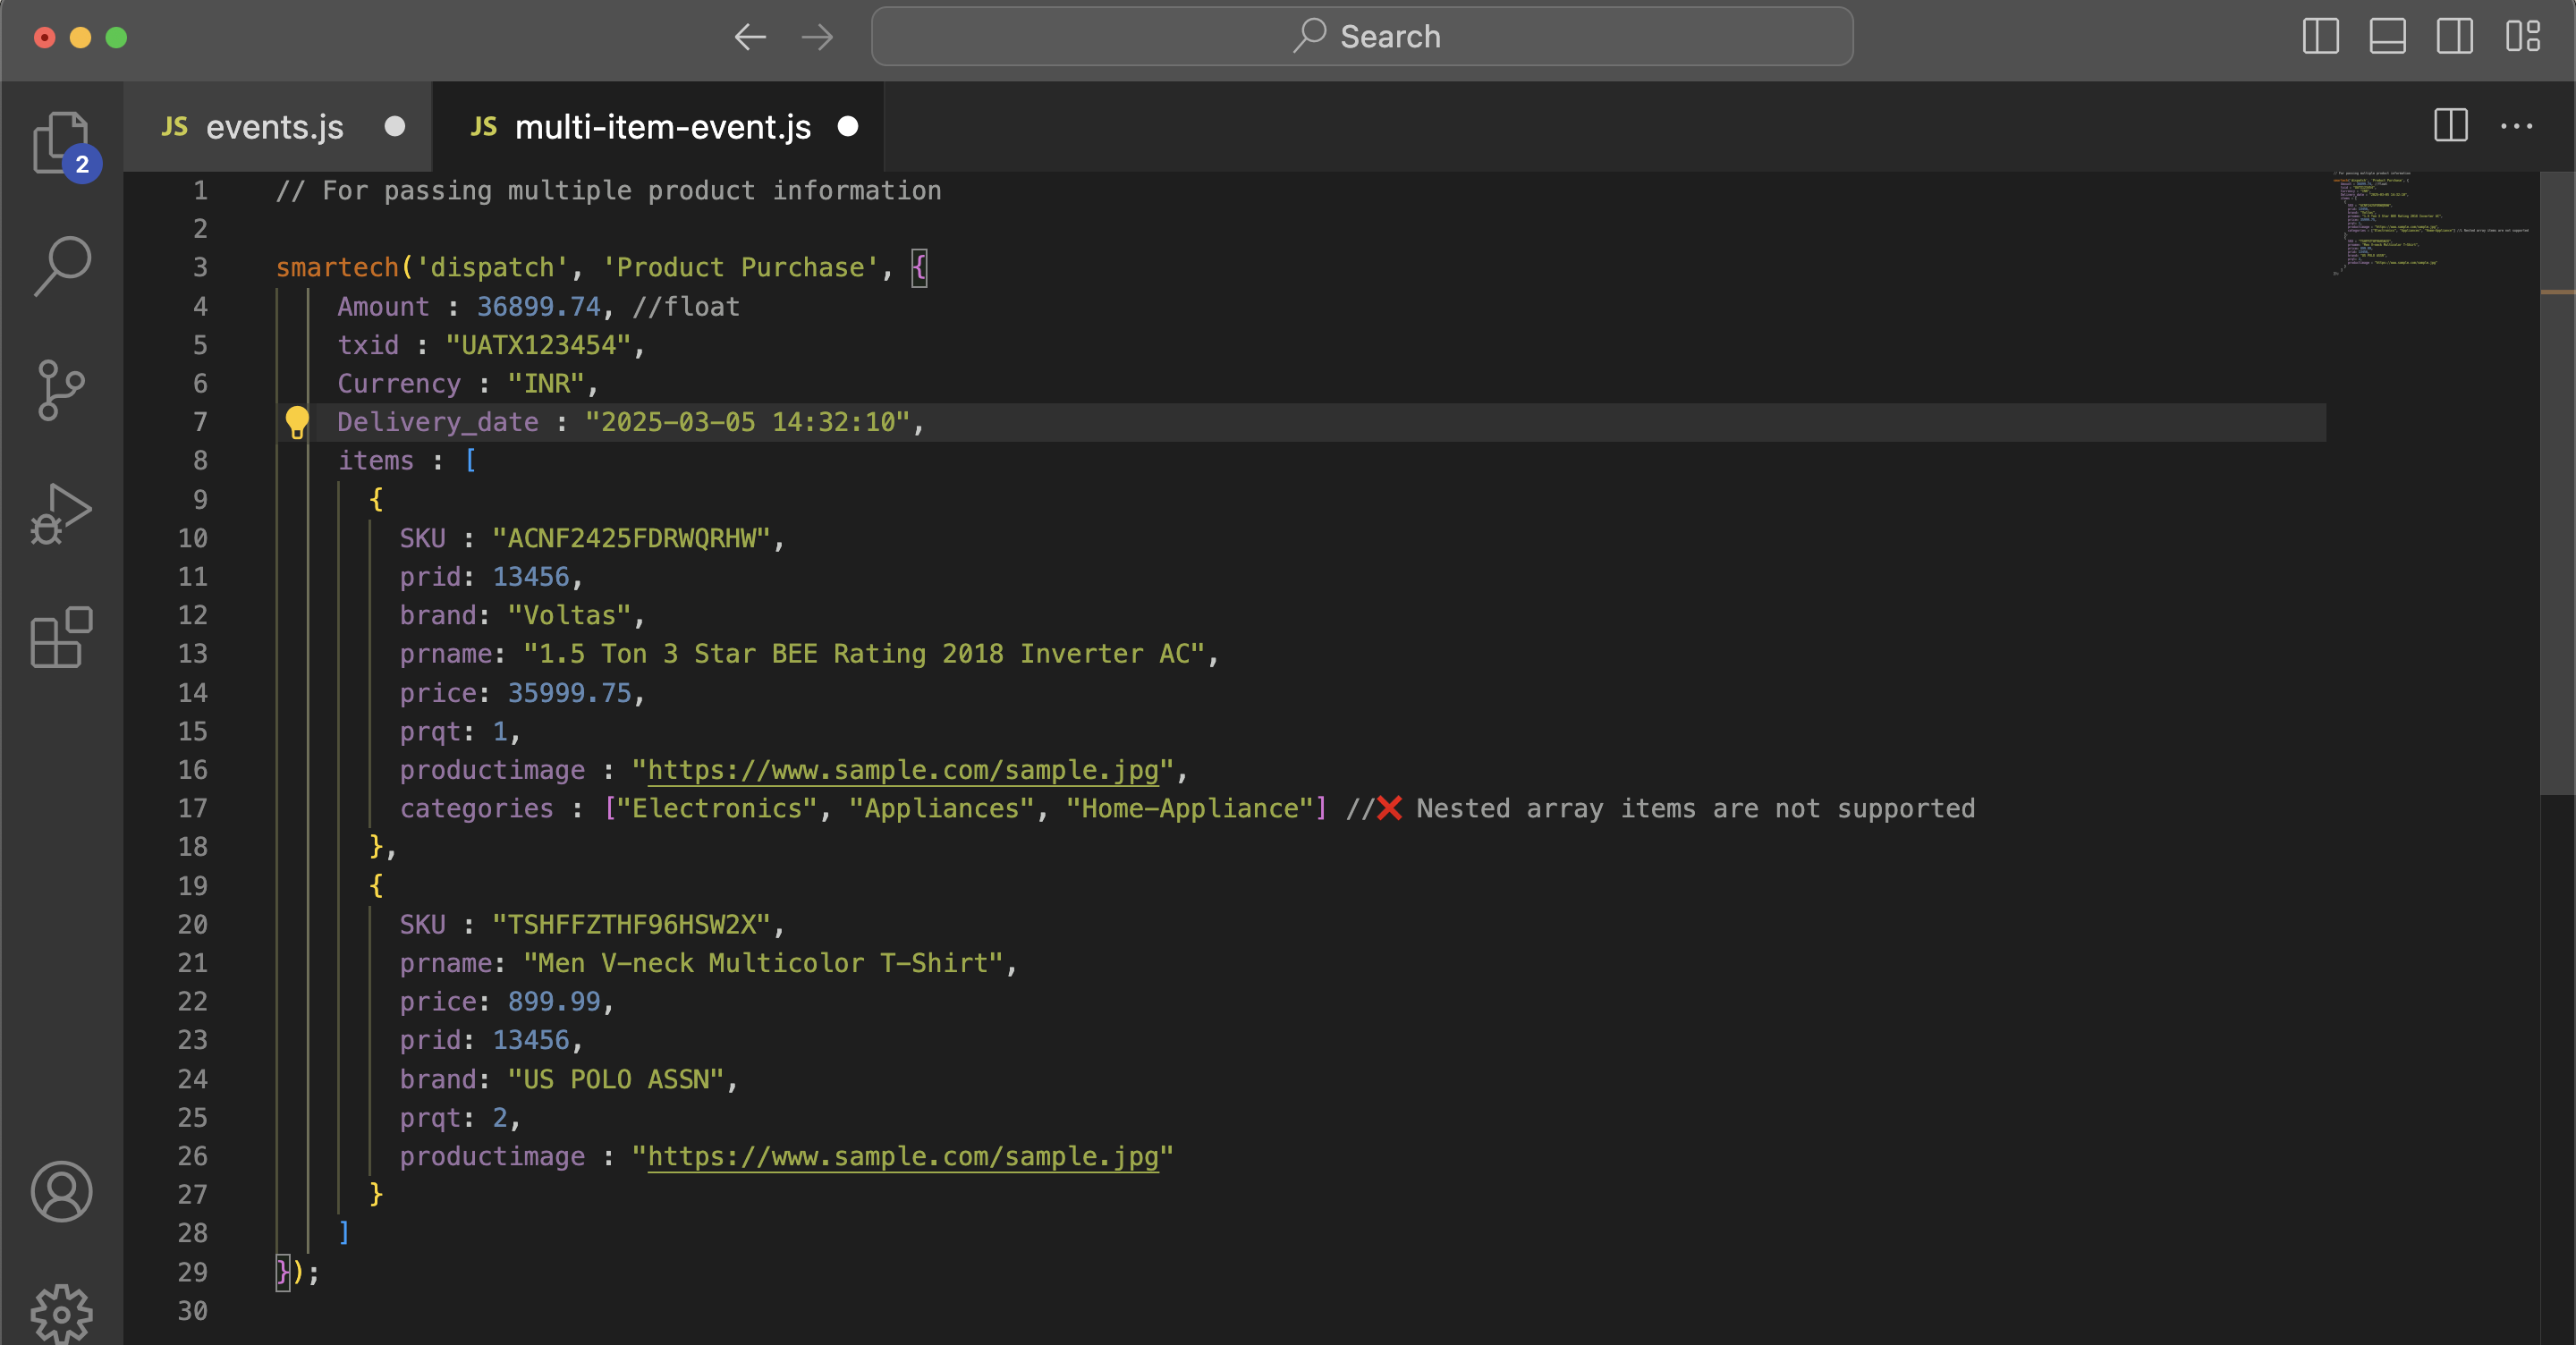 Search
JS events.js
JS multi-item-event.js
2
1 // For passing multiple product information
2
3 smartech('dispatch', 'Product Purchase', {
4 Amount : 36899.74, //float
5 txid : "UATX123454",
6 Currency : "INR",
7 Delivery_date : "2025-03-05 14:32:10",
8 items : [
9 {
10 SKU : "ACNF2425FDRWQRHW",
11 prid: 13456,
12 brand: "Voltas",
13 prname: "1.5 Ton 3 Star BEE Rating 2018 Inverter AC",
14 price: 35999.75,
15 prqt: 1,
16 productimage : "https://www.sample.com/sample.jpg",
17 categories : ["Electronics", "Appliances", "Home-Appliance"] //❌ Nested array items are not supported
18 },
19 {
20 SKU : "TSHFFZTHF96HSW2X",
21 prname: "Men V-neck Multicolor T-Shirt",
22 price: 899.99,
23 prid: 13456,
24 brand: "US POLO ASSN",
25 prqt: 2,
26 productimage : "https://www.sample.com/sample.jpg"
27 }
28 ]
29 });
30